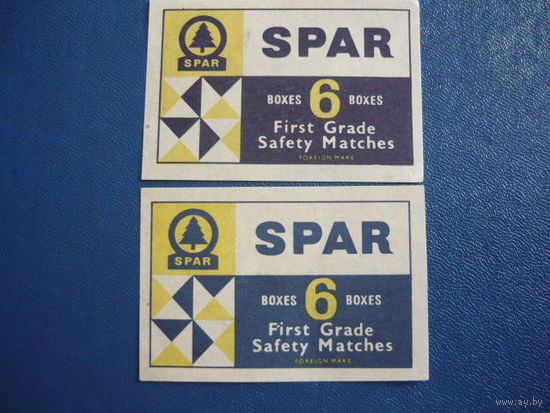 SPAR
SPAR
BOXES 6 BOXES
First Grade
Safety Matches
FOREIGN MAKE
SPAR
SPAR
BOXES 6 BOXES
First Grade
Safety Matches
FOREIGN MAKE
www.ay.by